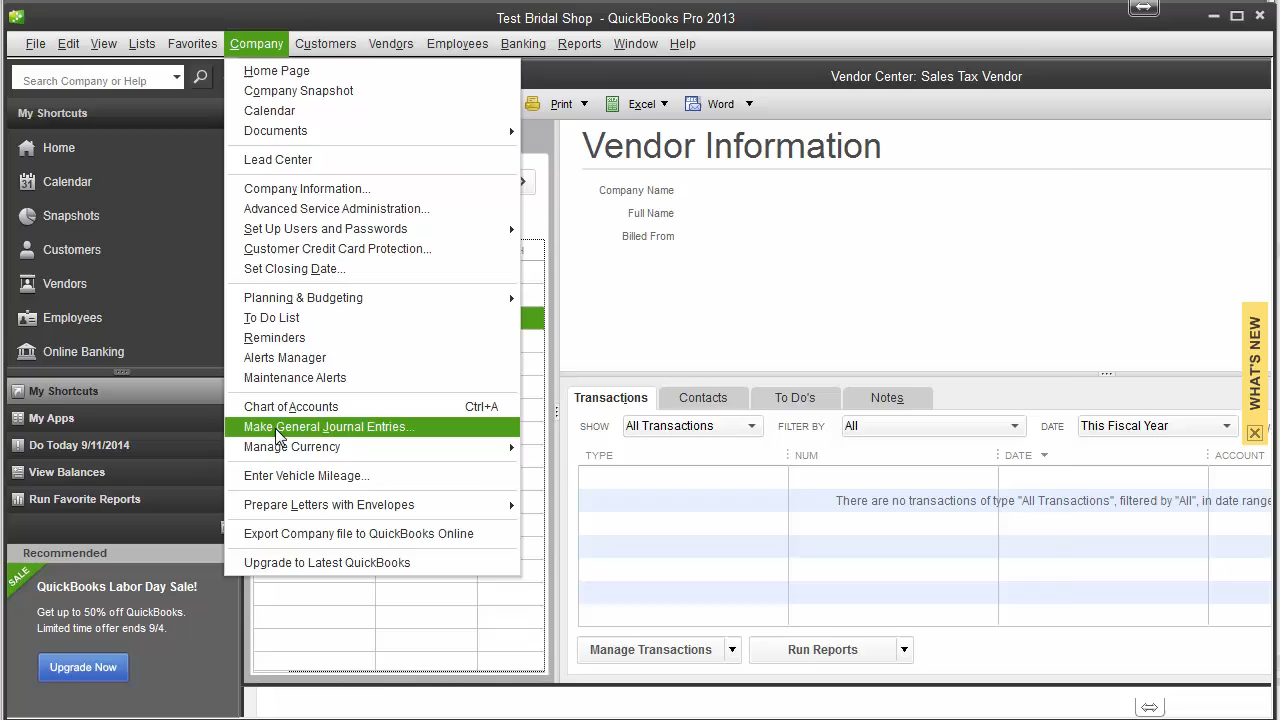 Test Bridal Shop - QuickBooks Pro 2013
File Edit View Lists Favorites Company Customers Vendors Employees Banking Reports Window Help
Search Company or Help
My Shortcuts
Home
31
Calendar
Snapshots
Customers
Vendors
Employees
Online Banking
My Shortcuts
My Apps
Do Today 9/11/2014
View Balances
Run Favorite Reports
Recommended
SALE
QuickBooks Labor Day Sale!
Get up to 50% off QuickBooks.
Limited time offer ends 9/4.
Upgrade Now
Home Page
Company Snapshot
Calendar
Documents
Lead Center
Company Information...
Advanced Service Administration...
Set Up Users and Passwords
Customer Credit Card Protection...
Set Closing Date...
Planning & Budgeting
To Do List
Reminders
Alerts Manager
Maintenance Alerts
Chart of Accounts Ctrl+A
Make General Journal Entries...
Manage Currency
Enter Vehicle Mileage...
Prepare Letters with Envelopes
Export Company file to QuickBooks Online
Upgrade to Latest QuickBooks
Vendor Center: Sales Tax Vendor
Print Excel Word
Vendor Information
Company Name
Full Name
Billed From
WHAT'S NEW
Transactions Contacts To Do's Notes
SHOW All Transactions FILTER BY All DATE This Fiscal Year
TYPE NUM DATE ACCOUNT
There are no transactions of type "All Transactions", filtered by "All", in date range
Manage Transactions Run Reports